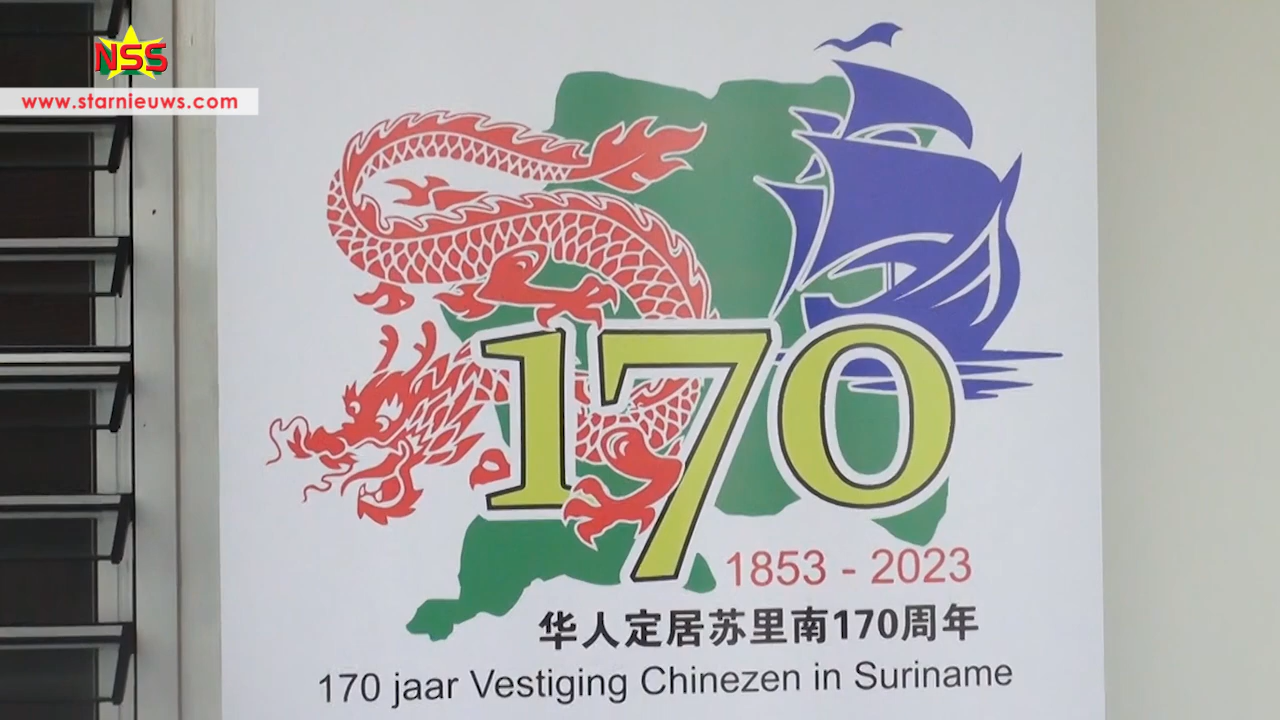 NSS
www.starnieuws.com
170
1853 - 2023
华人定居苏里南170周年
170 jaar Vestiging Chinezen in Suriname